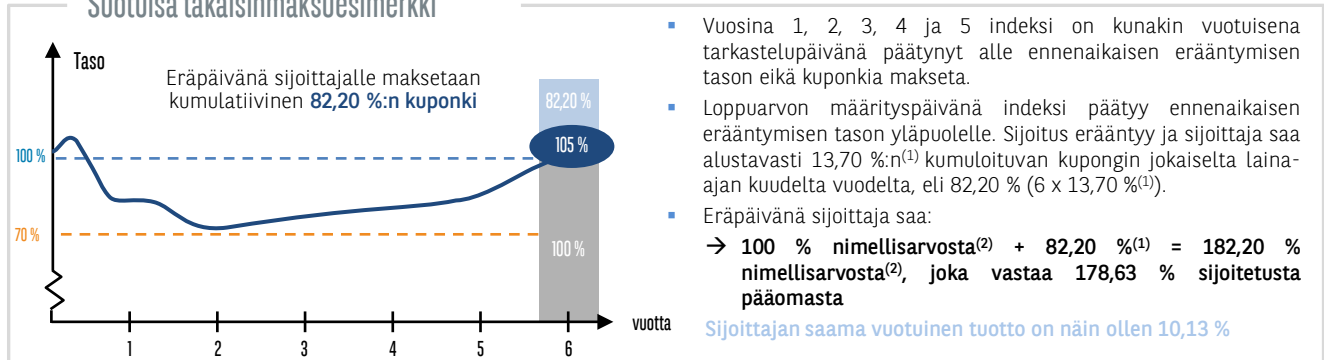 Suotuisa takaisinmaksuesimerkki
Taso
Eräpäivänä sijoittajalle maksetaan
kumulatiivinen 82,20 %:n kuponki
82,20 %
105 %
100 %
70 %
100 %
vuotta
1 2 3 4 5 6
▪ Vuosina 1, 2, 3, 4 ja 5 indeksi on kunakin vuotuisena
tarkastelupäivänä päätynyt alle ennenaikaisen erääntymisen
tason eikä kuponkia makseta.
▪ Loppuarvon määrityspäivänä indeksi päätyy ennenaikaisen
erääntymisen tason yläpuolelle. Sijoitus erääntyy ja sijoittaja saa
alustavasti 13,70 %:n(1) kumuloituvan kupongin jokaiselta laina-
ajan kuudelta vuodelta, eli 82,20 % (6 x 13,70 %(1)).
▪ Eräpäivänä sijoittaja saa:
→ 100 % nimellisarvosta(2) + 82,20 %(1) = 182,20 %
nimellisarvosta(2), joka vastaa 178,63 % sijoitetusta
pääomasta
Sijoittajan saama vuotuinen tuotto on näin ollen 10,13 %